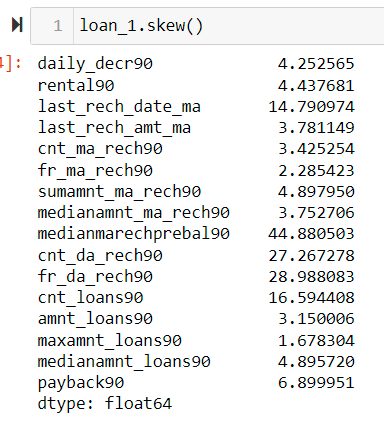 1 loan_1.skew()
4]:
daily_decr90 4.252565
rental90 4.437681
last_rech_date_ma 14.790974
last_rech_amt_ma 3.781149
cnt_ma_rech90 3.425254
fr_ma_rech90 2.285423
sumamnt_ma_rech90 4.897950
medianamnt_ma_rech90 3.752706
medianmarechprebal90 44.880503
cnt_da_rech90 27.267278
fr_da_rech90 28.988083
cnt_loans90 16.594408
amnt_loans90 3.150006
maxamnt_loans90 1.678304
medianamnt_loans90 4.895720
payback90 6.899951
dtype: float64